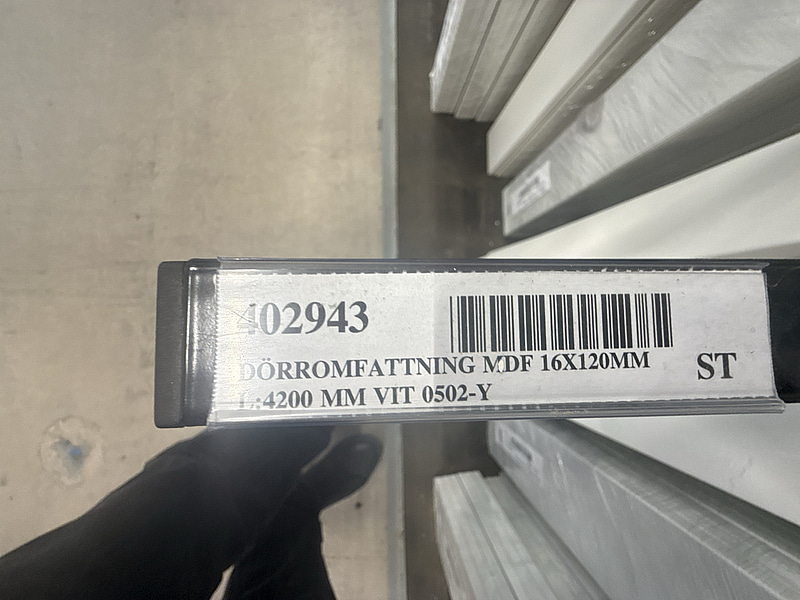 402943
DÖRROMFATTNING MDF 16X120MM
ST
L:4200 MM VIT 0502-Y